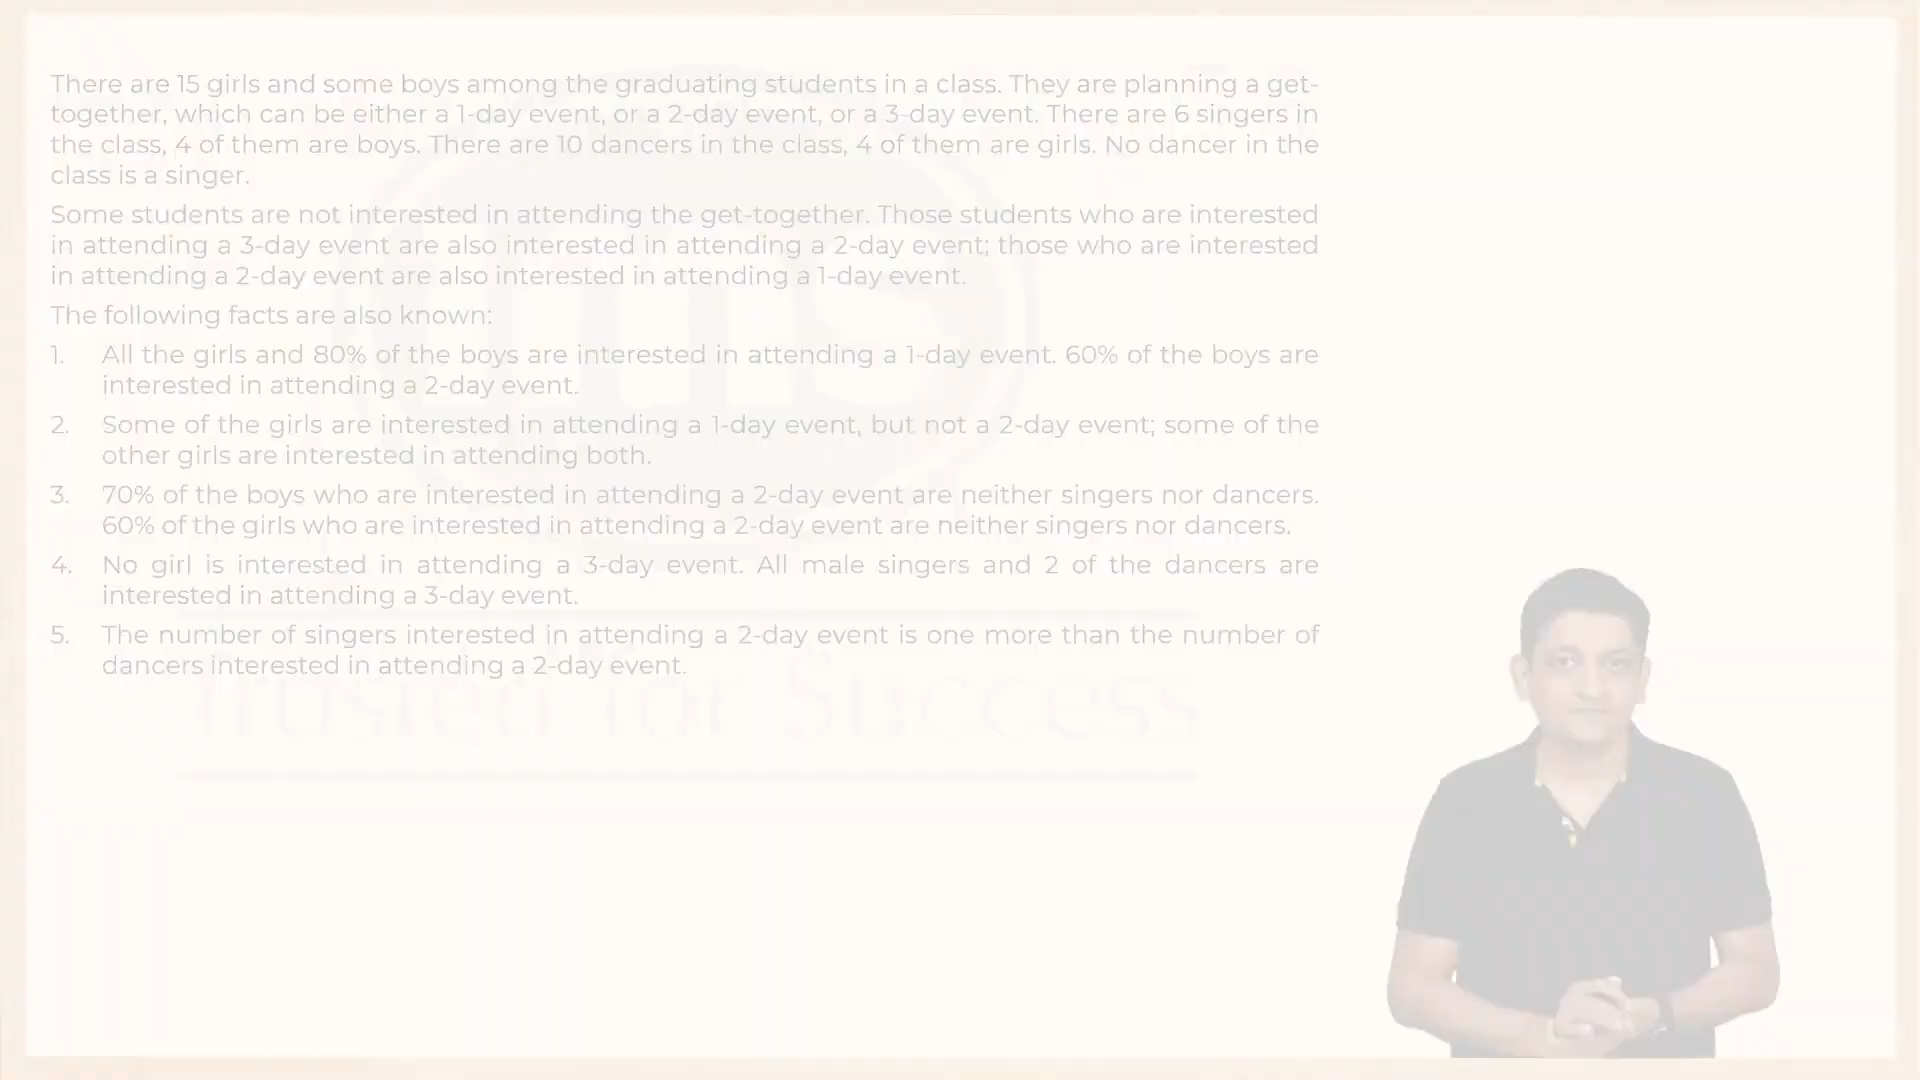 There are 15 girls and some boys among the graduating students in a class. They are planning a get-
together, which can be either a 1-day event, or a 2-day event, or a 3-day event. There are 6 singers in
the class, 4 of them are boys. There are 10 dancers in the class, 4 of them are girls. No dancer in the
class is a singer.
Some students are not interested in attending the get-together. Those students who are interested
in attending a 3-day event are also interested in attending a 2-day event; those who are interested
in attending a 2-day event are also interested in attending a 1-day event.
The following facts are also known:
1. All the girls and 80% of the boys are interested in attending a 1-day event. 60% of the boys are
interested in attending a 2-day event.
2. Some of the girls are interested in attending a 1-day event, but not a 2-day event; some of the
other girls are interested in attending both.
3. 70% of the boys who are interested in attending a 2-day event are neither singers nor dancers.
60% of the girls who are interested in attending a 2-day event are neither singers nor dancers.
4. No girl is interested in attending a 3-day event. All male singers and 2 of the dancers are
interested in attending a 3-day event.
5. The number of singers interested in attending a 2-day event is one more than the number of
dancers interested in attending a 2-day event.
ims
Trusted for Success